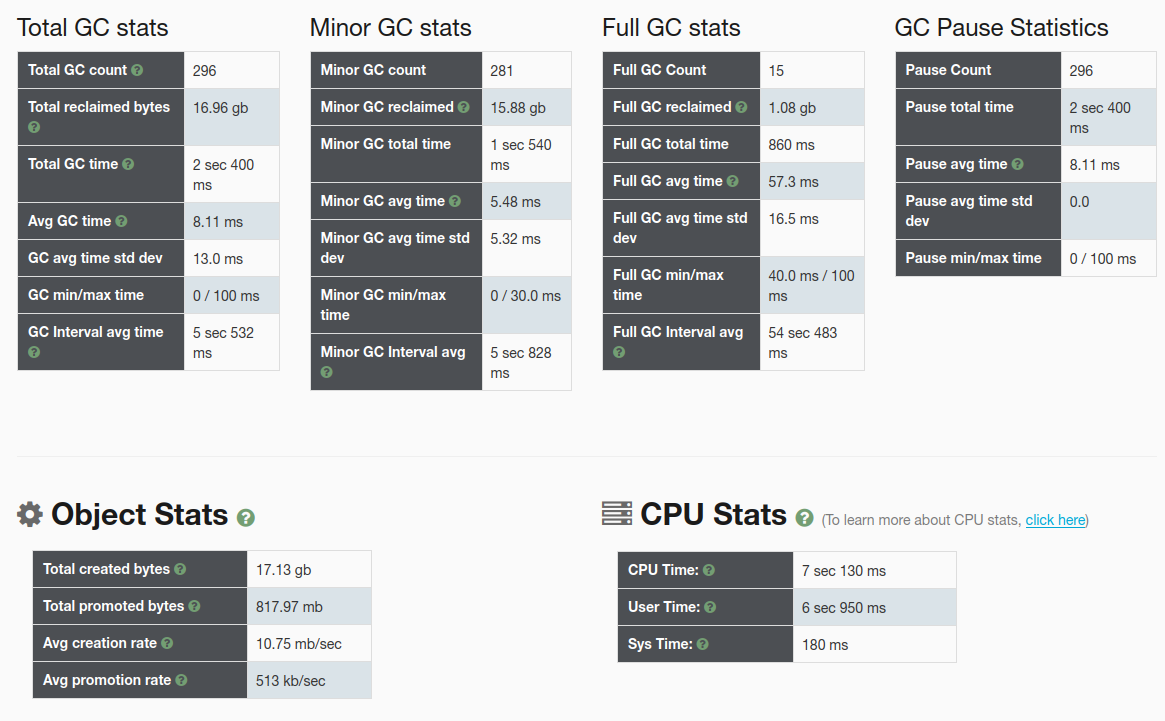 Total GC stats
Total GC count 296
Total reclaimed bytes 16.96 gb
Total GC time 2 sec 400
ms
Avg GC time 8.11 ms
GC avg time std dev 13.0 ms
GC min/max time 0 / 100 ms
GC Interval avg time 5 sec 532
ms
Minor GC stats
Minor GC count 281
Minor GC reclaimed 15.88 gb
Minor GC total time 1 sec 540
ms
Minor GC avg time 5.48 ms
Minor GC avg time std 5.32 ms
dev
Minor GC min/max 0 / 30.0 ms
time
Minor GC Interval avg 5 sec 828
ms
Full GC stats
Full GC Count 15
Full GC reclaimed 1.08 gb
Full GC total time 860 ms
Full GC avg time 57.3 ms
Full GC avg time std 16.5 ms
dev
Full GC min/max 40.0 ms / 100
time ms
Full GC Interval avg 54 sec 483
ms
GC Pause Statistics
Pause Count 296
Pause total time 2 sec 400
ms
Pause avg time 8.11 ms
Pause avg time std 0.0
dev
Pause min/max time 0 / 100 ms
Object Stats
Total created bytes 17.13 gb
Total promoted bytes 817.97 mb
Avg creation rate 10.75 mb/sec
Avg promotion rate 513 kb/sec
CPU Stats (To learn more about CPU stats, click here)
CPU Time: 7 sec 130 ms
User Time: 6 sec 950 ms
Sys Time: 180 ms